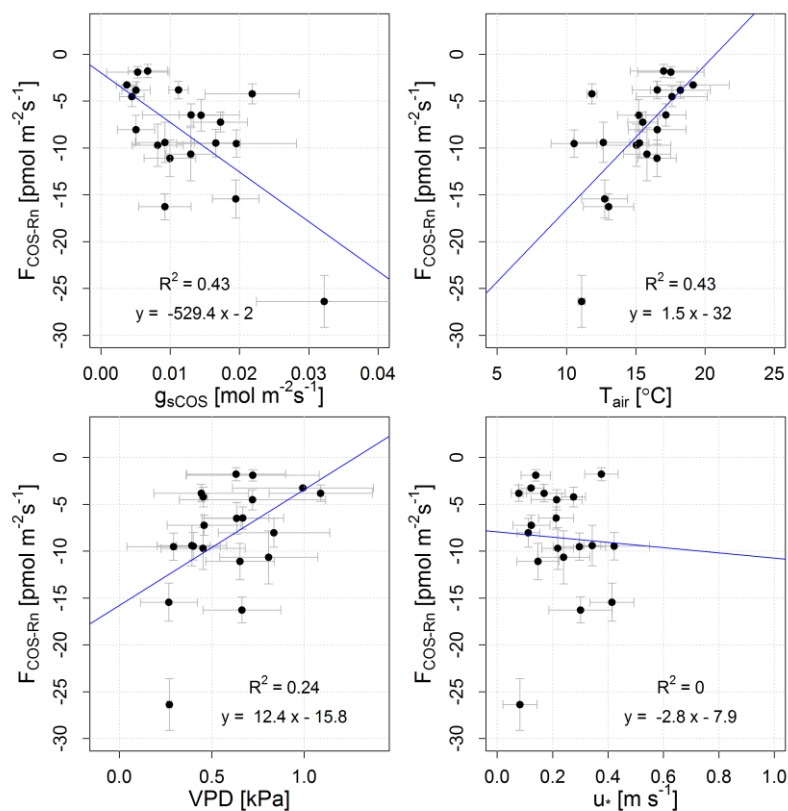 0
-5
-10
-15
-20
-25
-30
F_COS-Rn [pmol m⁻²s⁻¹]
R² = 0.43
y = -529.4 x - 2
0.00 0.01 0.02 0.03 0.04
g_sCOS [mol m⁻²s⁻¹]
0
-5
-10
-15
-20
-25
-30
F_COS-Rn [pmol m⁻²s⁻¹]
R² = 0.43
y = 1.5 x - 32
5 10 15 20 25
T_air [°C]
0
-5
-10
-15
-20
-25
-30
F_COS-Rn [pmol m⁻²s⁻¹]
R² = 0.24
y = 12.4 x - 15.8
0.0 0.5 1.0
VPD [kPa]
0
-5
-10
-15
-20
-25
-30
F_COS-Rn [pmol m⁻²s⁻¹]
R² = 0
y = -2.8 x - 7.9
0.0 0.2 0.4 0.6 0.8 1.0
u* [m s⁻¹]